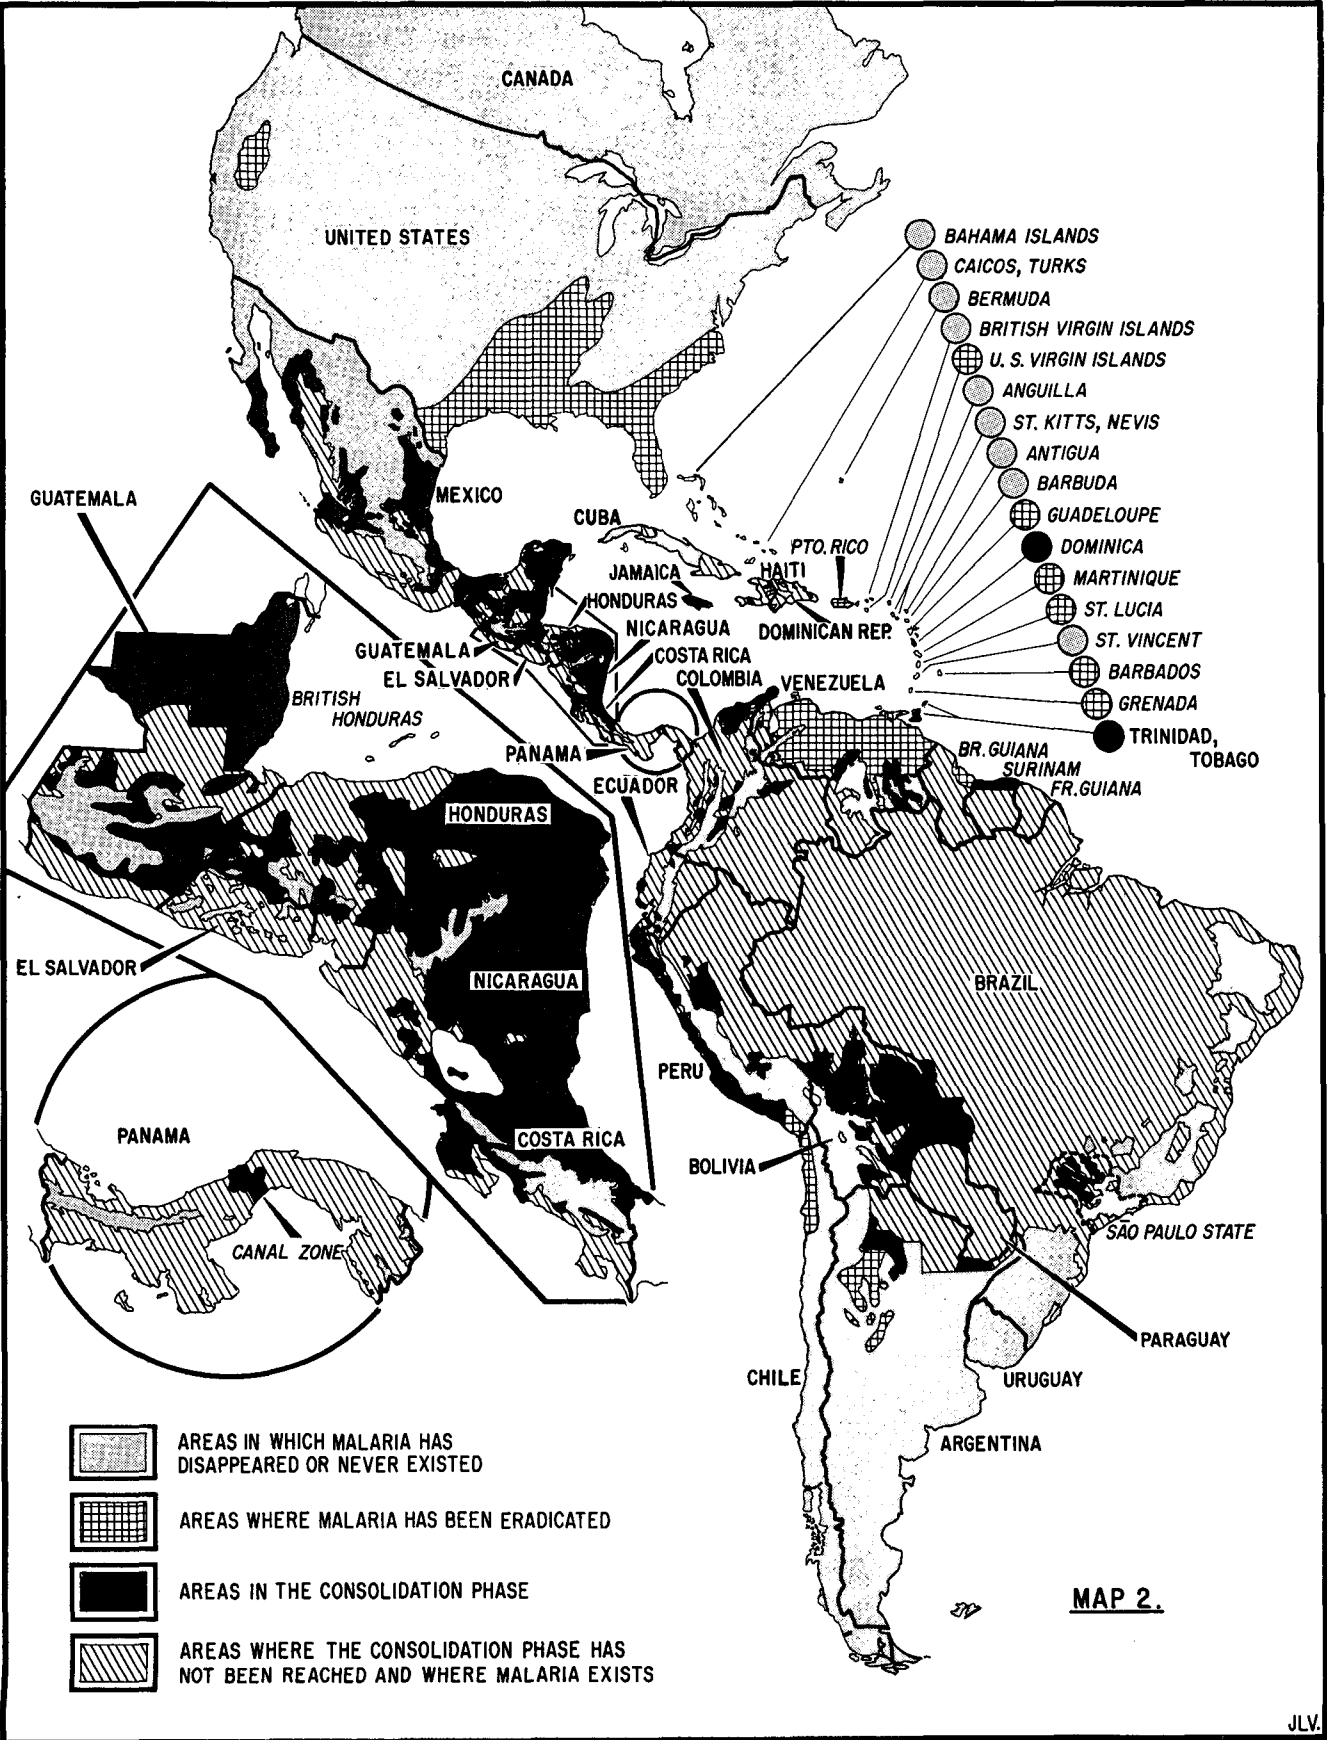 CANADA
UNITED STATES
BAHAMA ISLANDS
CAICOS, TURKS
BERMUDA
BRITISH VIRGIN ISLANDS
U. S. VIRGIN ISLANDS
ANGUILLA
ST. KITTS, NEVIS
ANTIGUA
BARBUDA
GUADELOUPE
DOMINICA
MARTINIQUE
ST. LUCIA
ST. VINCENT
BARBADOS
GRENADA
TRINIDAD,
TOBAGO
GUATEMALA
MEXICO
CUBA
PTO. RICO
HAITI
JAMAICA
HONDURAS
NICARAGUA
DOMINICAN REP.
GUATEMALA
COSTA RICA
EL SALVADOR
COLOMBIA
VENEZUELA
BRITISH
HONDURAS
PANAMA
ECUADOR
BR. GUIANA
SURINAM
FR. GUIANA
HONDURAS
EL SALVADOR
NICARAGUA
BRAZIL
PERU
PANAMA
COSTA RICA
BOLIVIA
CANAL ZONE
SÃO PAULO STATE
PARAGUAY
CHILE
URUGUAY
ARGENTINA
AREAS IN WHICH MALARIA HAS
DISAPPEARED OR NEVER EXISTED
AREAS WHERE MALARIA HAS BEEN ERADICATED
AREAS IN THE CONSOLIDATION PHASE
AREAS WHERE THE CONSOLIDATION PHASE HAS
NOT BEEN REACHED AND WHERE MALARIA EXISTS
MAP 2.
JLV.